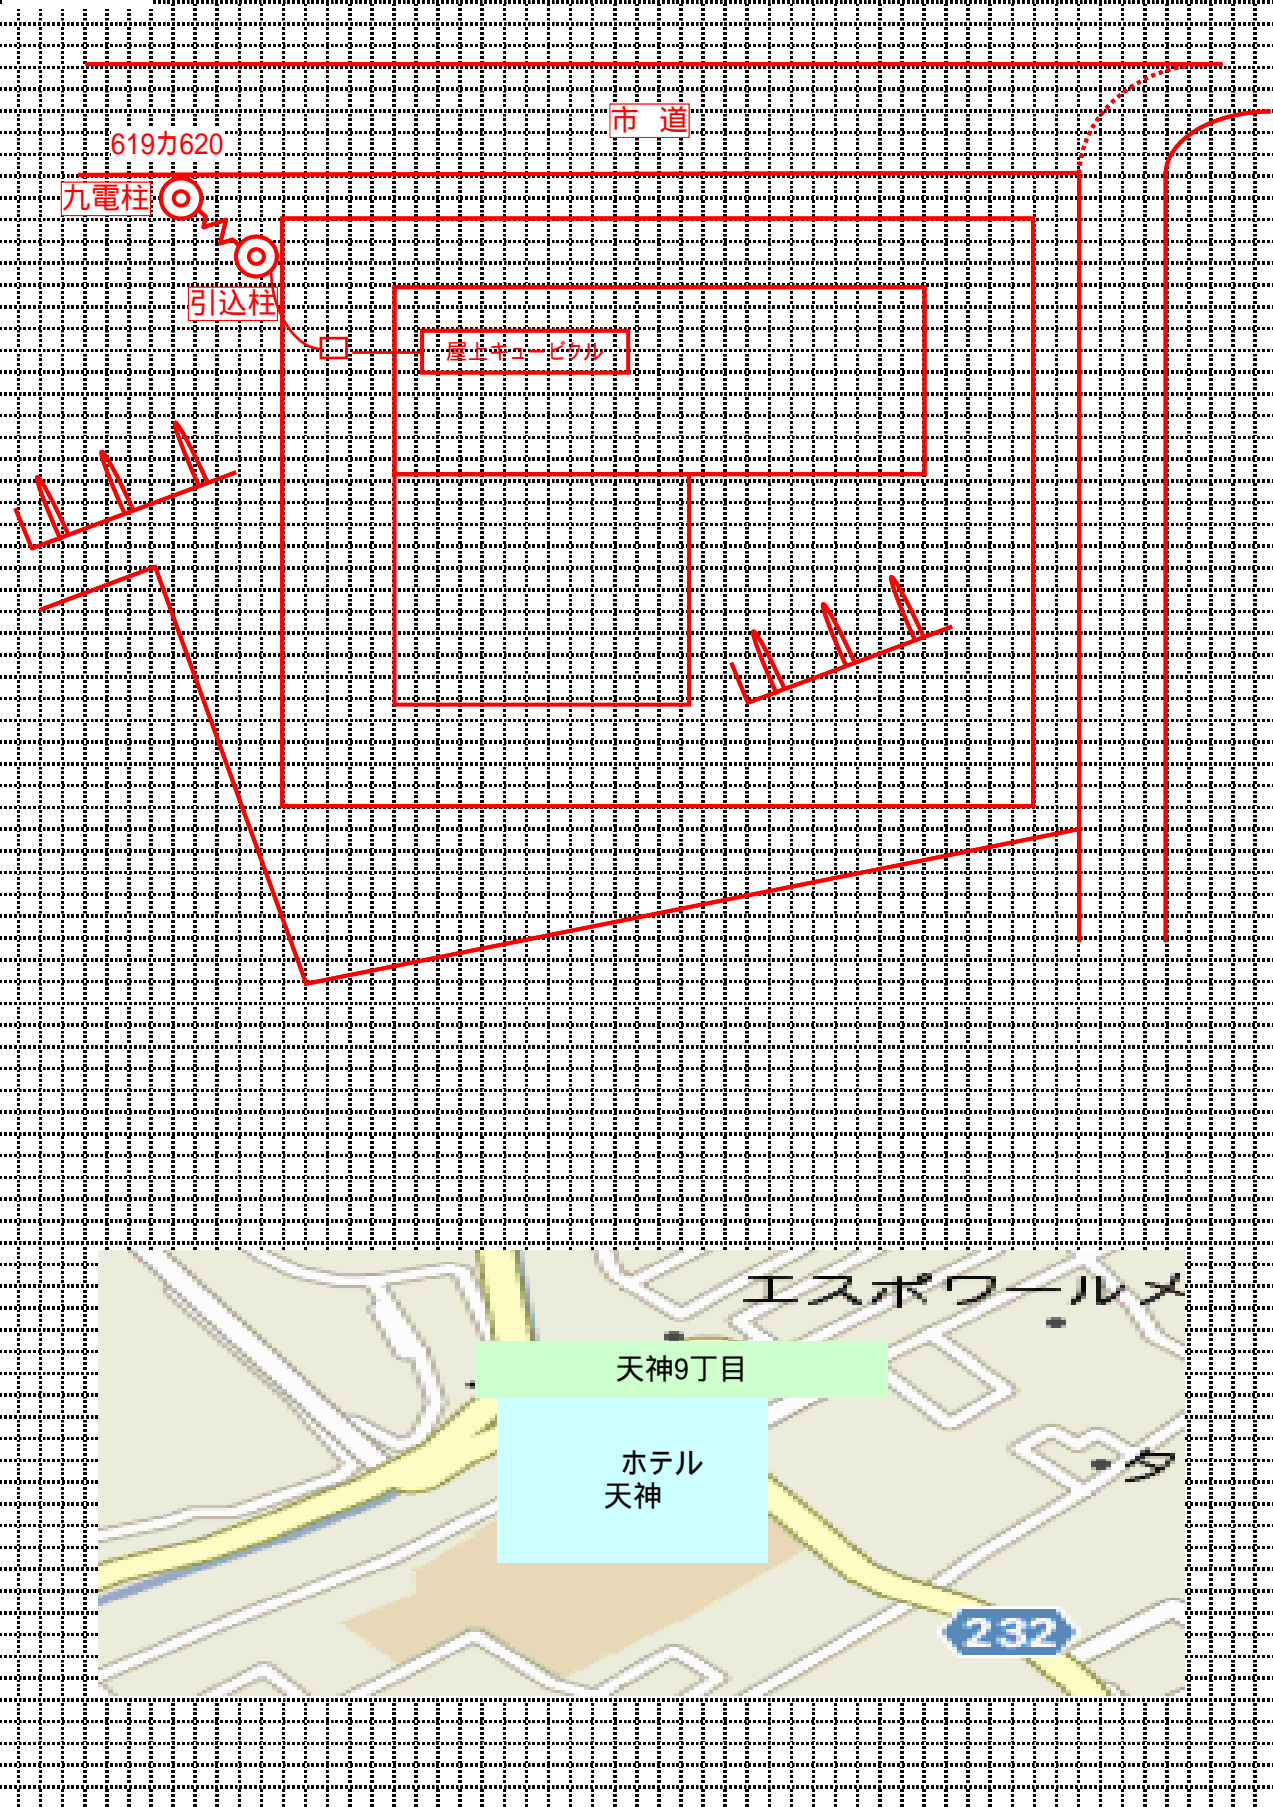 市 道
619カ620
九電柱
引込柱
屋上キュービクル
エスポワールメ
天神9丁目
ホテル
天神
タ
232